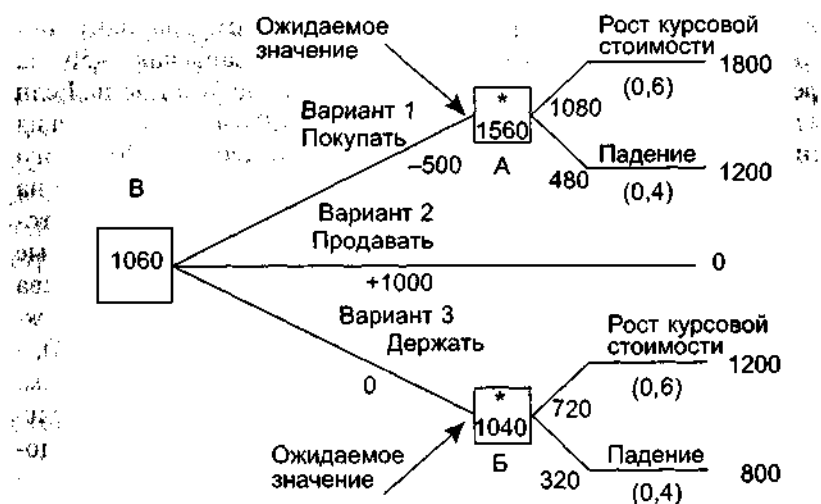 Ожидаемое
значение
Рост курсовой
стоимости
1800
(0,6)
*
1560
1080
А
Вариант 1
Покупать
–500
Падение
480
1200
(0,4)
В
1060
Вариант 2
Продавать
0
+1000
Вариант 3
Держать
0
Рост курсовой
стоимости
1200
(0,6)
*
1040
720
Б
Ожидаемое
значение
Падение
320
800
(0,4)